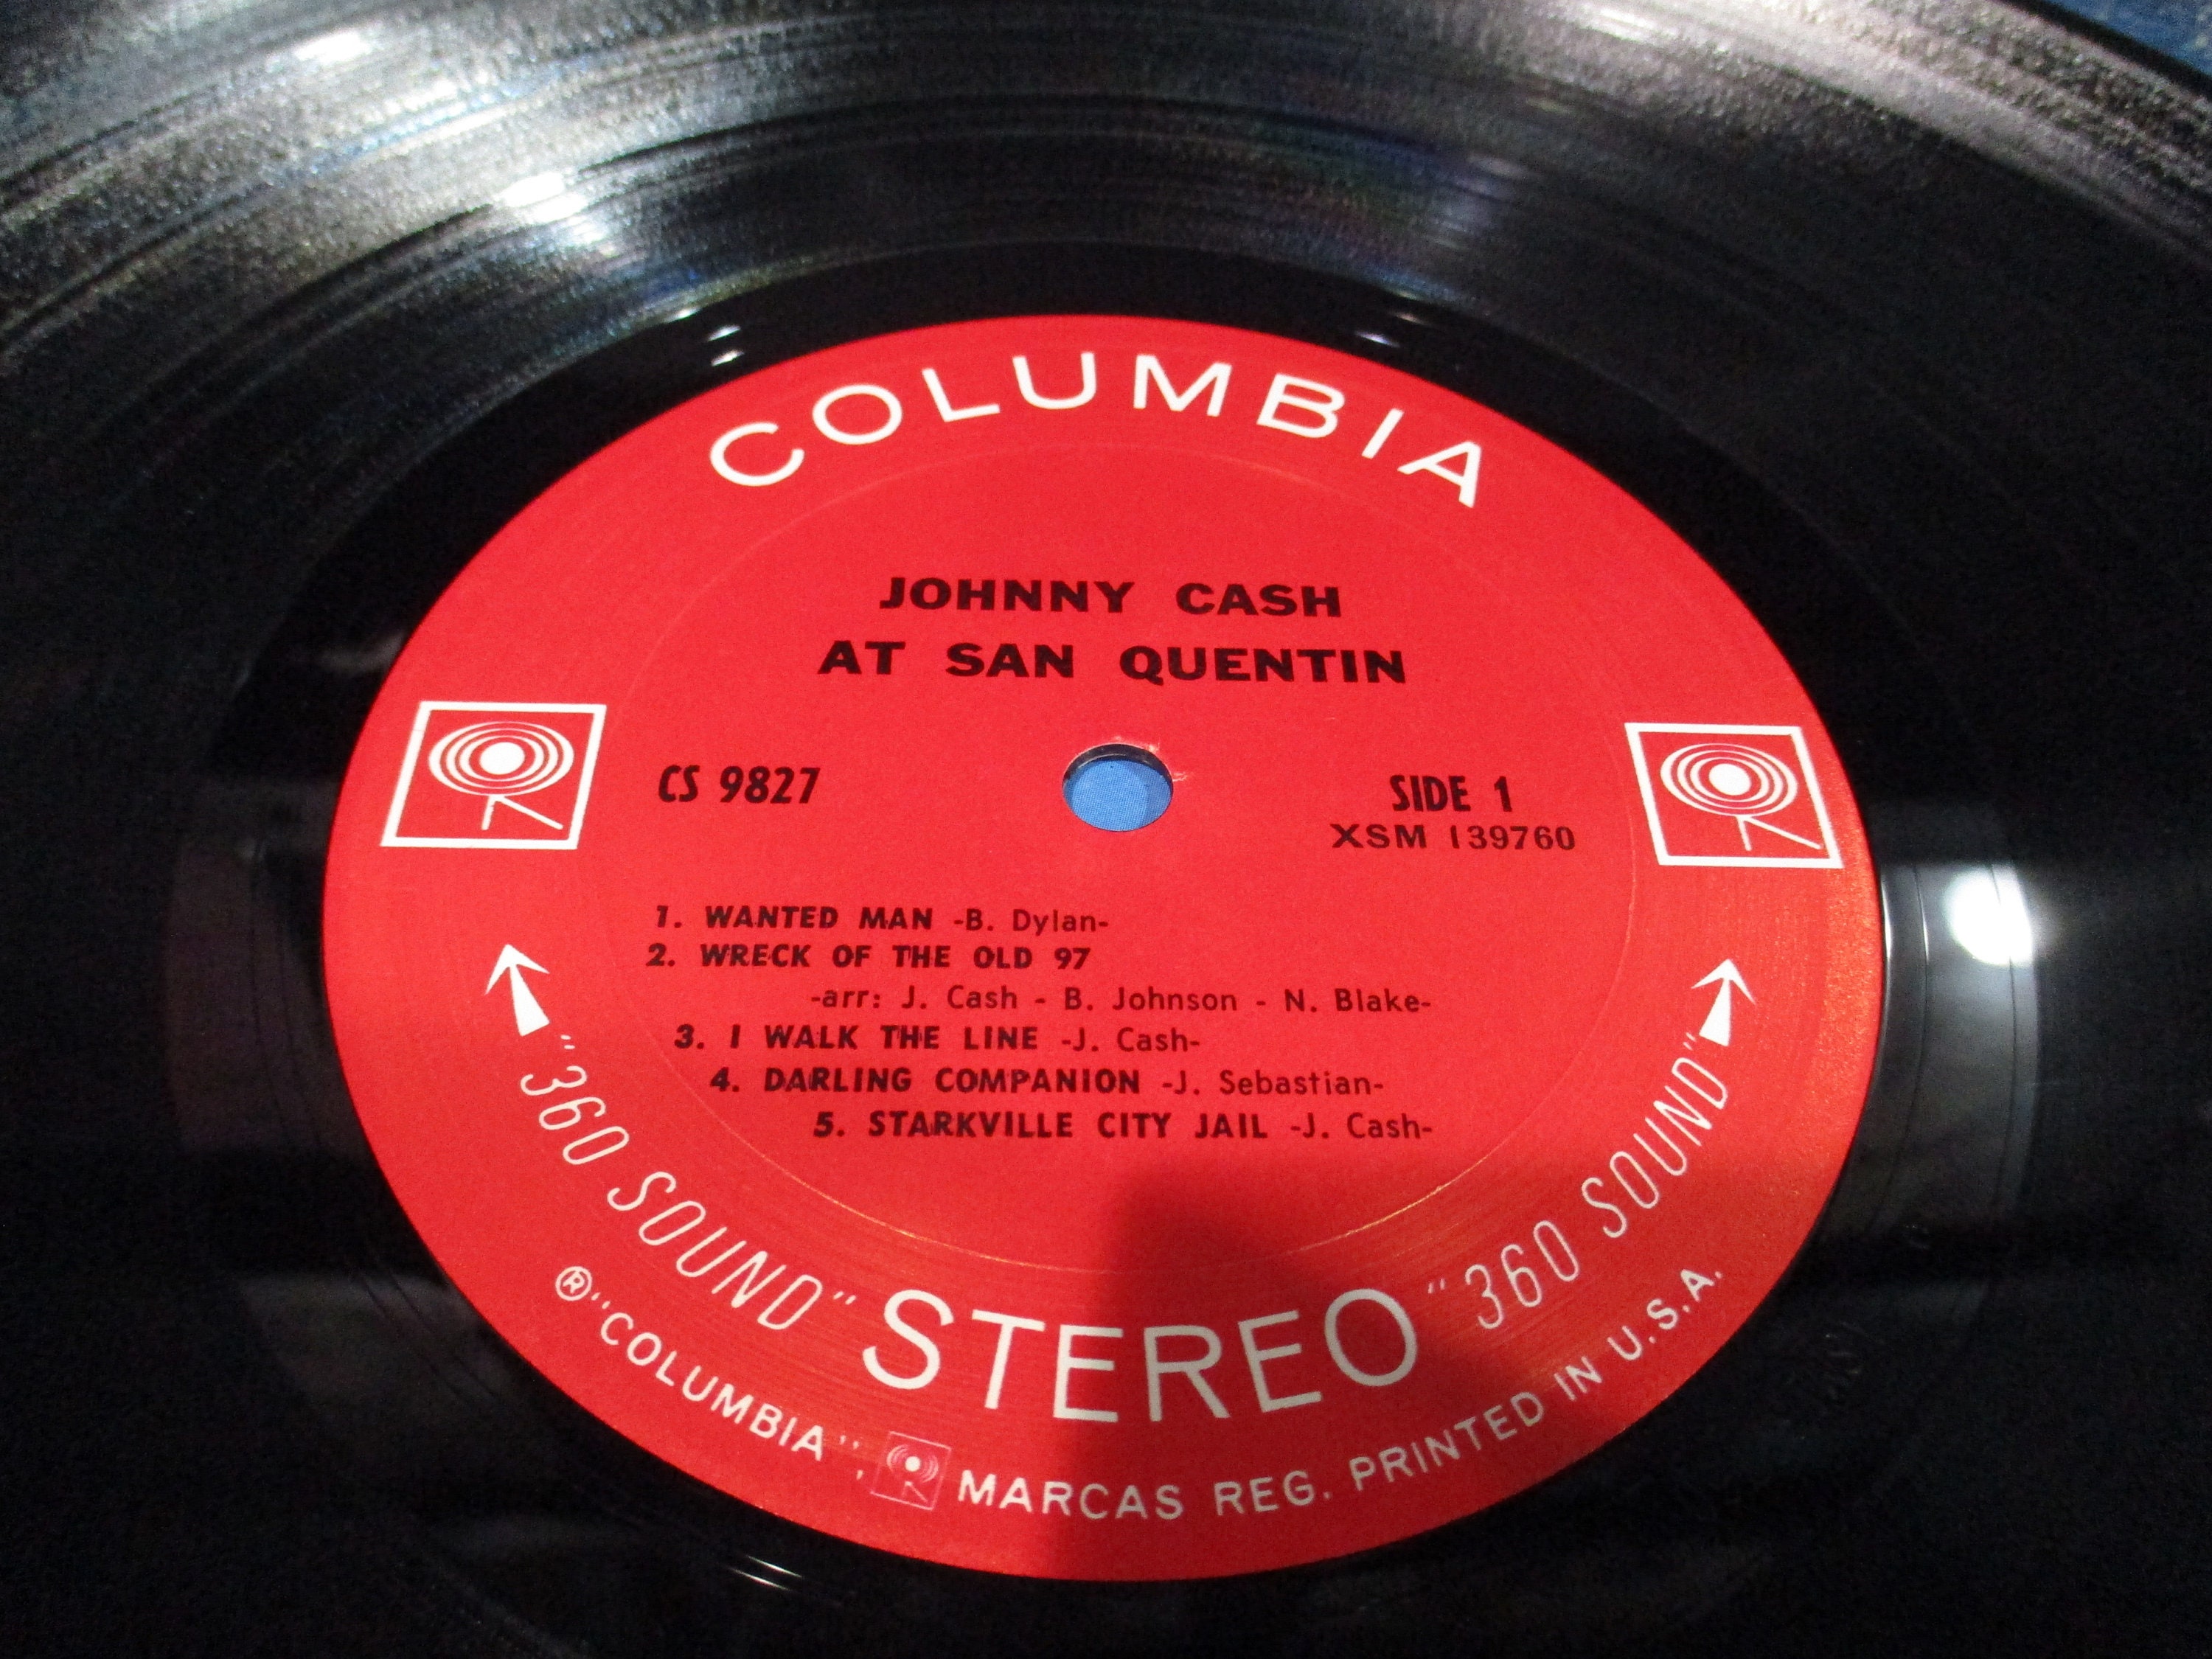 COLUMBIA
JOHNNY CASH
AT SAN QUENTIN
CS 9827
SIDE 1
XSM 139760
1. WANTED MAN -B. Dylan-
2. WRECK OF THE OLD 97
-arr: J. Cash - B. Johnson - N. Blake-
3. I WALK THE LINE -J. Cash-
4. DARLING COMPANION -J. Sebastian-
5. STARKVILLE CITY JAIL -J. Cash-
"360 SOUND" STEREO "360 SOUND"
® "COLUMBIA", MARCAS REG. PRINTED IN U.S.A.